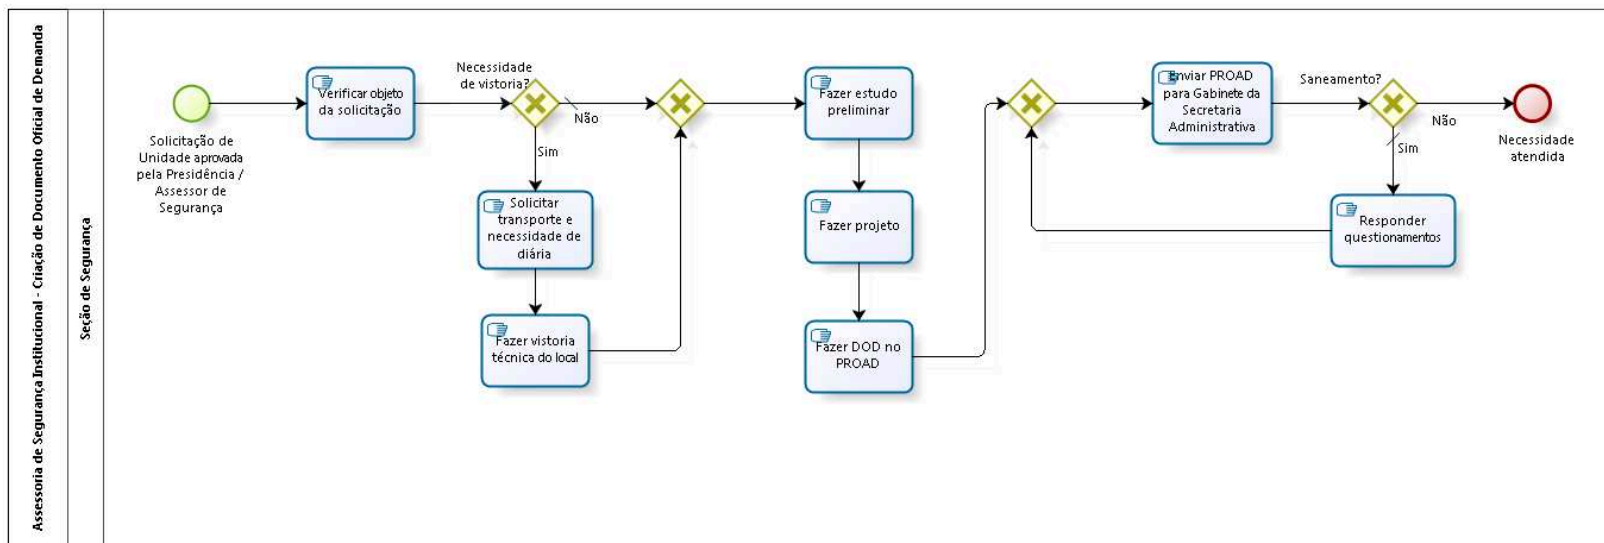 Assessoria de Segurança Institucional - Criação de Documento Oficial de Demanda
Seção de Segurança
Solicitação de
Unidade aprovada
pela Presidência /
Assessor de
Segurança
Verificar objeto
da solicitação
Necessidade
de vistoria?
Não
Sim
Solicitar
transporte e
necessidade de
diária
Fazer vistoria
técnica do local
Fazer estudo
preliminar
Fazer projeto
Fazer DOD no
PROAD
Enviar PROAD
para Gabinete da
Secretaria
Administrativa
Saneamento?
Não
Sim
Responder
questionamentos
Necessidade
atendida